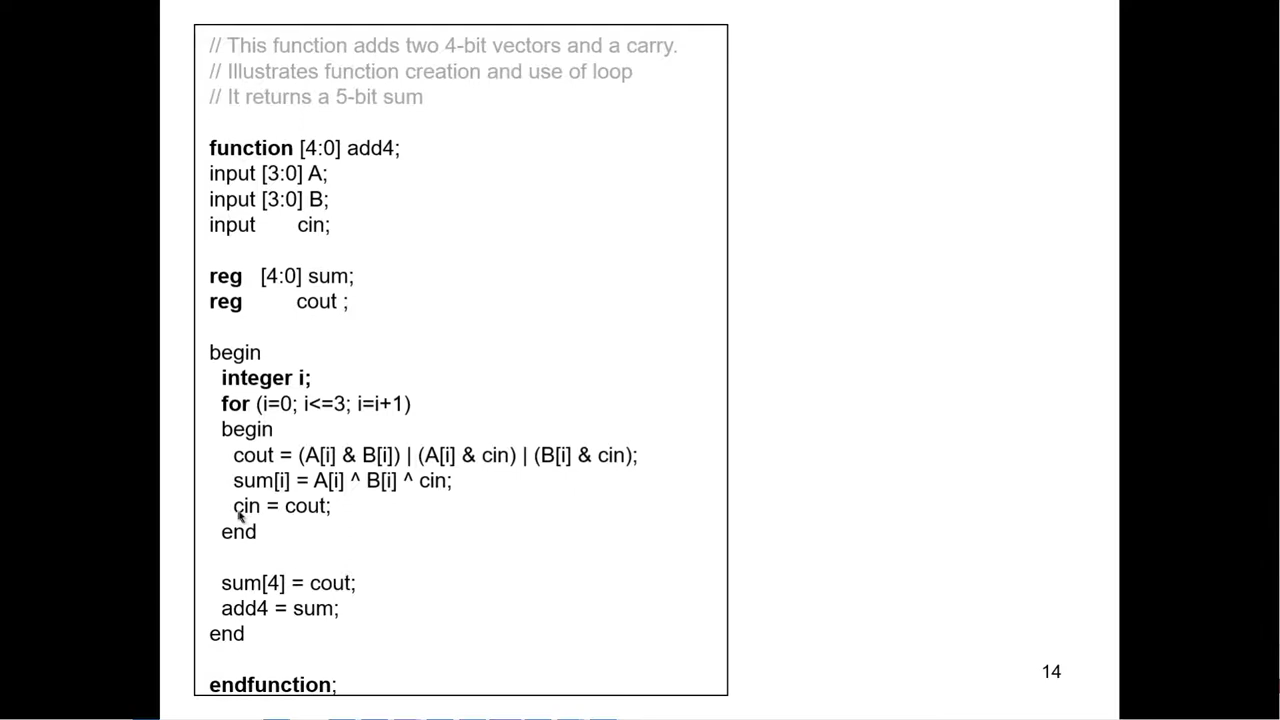 // This function adds two 4-bit vectors and a carry.
// Illustrates function creation and use of loop
// It returns a 5-bit sum
function [4:0] add4;
input [3:0] A;
input [3:0] B;
input cin;
reg [4:0] sum;
reg cout ;
begin
integer i;
for (i=0; i<=3; i=i+1)
begin
cout = (A[i] & B[i]) | (A[i] & cin) | (B[i] & cin);
sum[i] = A[i] ^ B[i] ^ cin;
cin = cout;
end
sum[4] = cout;
add4 = sum;
end
endfunction;
14